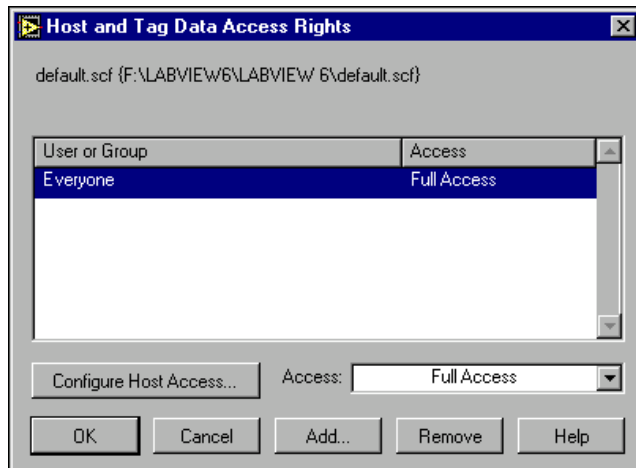 Host and Tag Data Access Rights
default.scf {F:\LABVIEW6\LABVIEW 6\default.scf}
User or Group Access
Everyone Full Access
Configure Host Access... Access: Full Access
OK Cancel Add... Remove Help